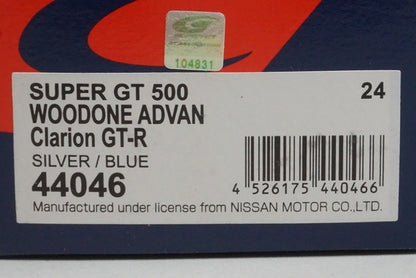 104831
SUPER GT 500 24
WOODONE ADVAN
Clarion GT-R
SILVER / BLUE
44046
4 526175 440466
Manufactured under license from NISSAN MOTOR CO.,LTD.